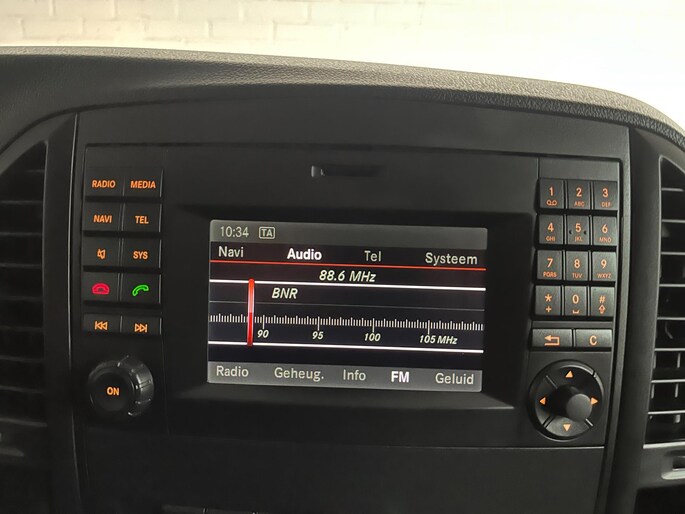 RADIO MEDIA
NAVI TEL
SYS
ON
10:34 TA
Navi Audio Tel Systeem
88.6 MHz
BNR
90 95 100 105 MHz
Radio Geheug. Info FM Geluid
1 2 3
ABC DEF
4 5 6
GHI JKL MNO
7 8 9
PQRS TUV WXYZ
* 0 #
+
C